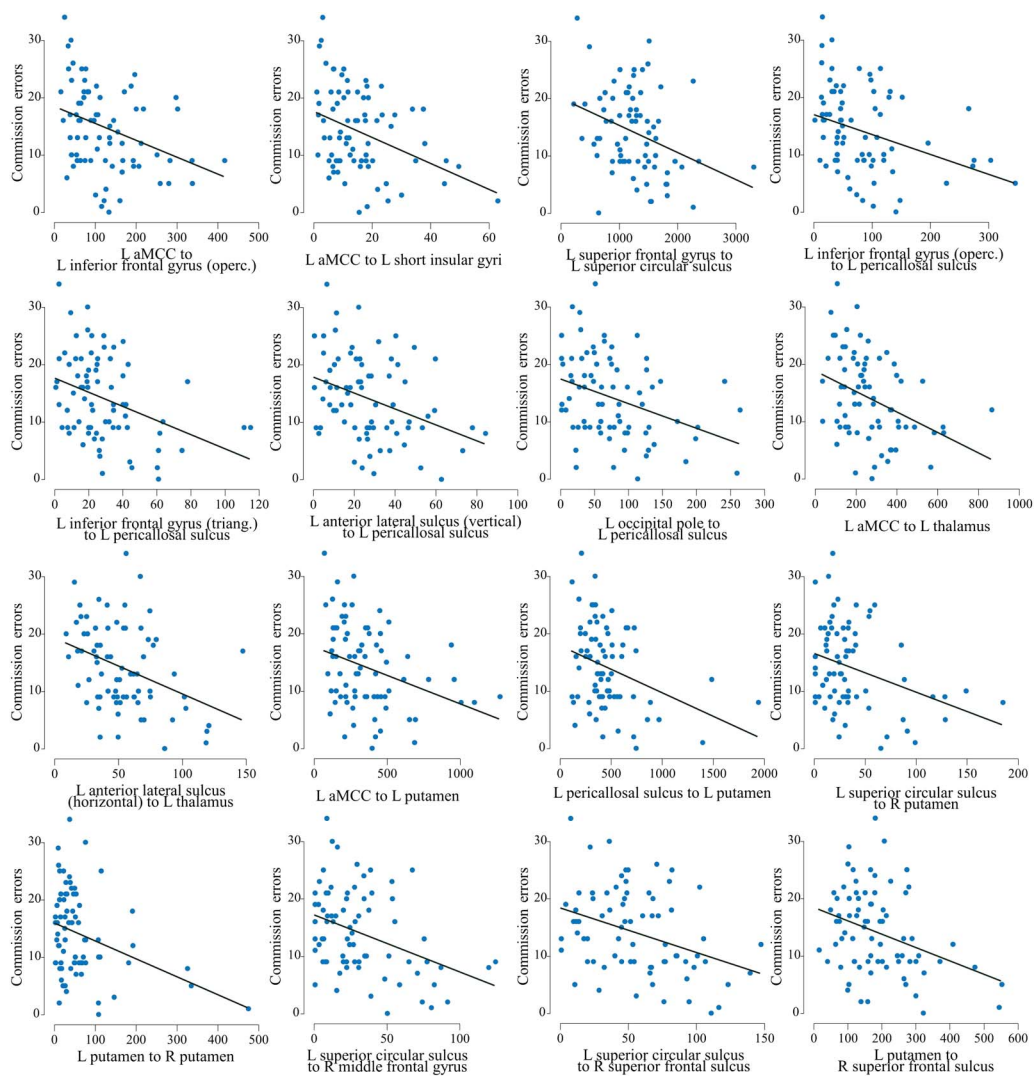 Commission errors
30
20
10
0
0 100 200 300 400 500
L aMCC to
L inferior frontal gyrus (operc.)
Commission errors
30
20
10
0
0 20 40 60
L aMCC to L short insular gyri
Commission errors
30
20
10
0
0 1000 2000 3000
L superior frontal gyrus to
L superior circular sulcus
Commission errors
30
20
10
0
0 100 200 300
L inferior frontal gyrus (operc.)
to L pericallosal sulcus
Commission errors
30
20
10
0
0 20 40 60 80 100 120
L inferior frontal gyrus (triang.)
to L pericallosal sulcus
Commission errors
30
20
10
0
0 20 40 60 80 100
L anterior lateral sulcus (vertical)
to L pericallosal sulcus
Commission errors
30
20
10
0
0 50 100 150 200 250 300
L occipital pole to
L pericallosal sulcus
Commission errors
30
20
10
0
0 200 400 600 800 1000
L aMCC to L thalamus
Commission errors
30
20
10
0
0 50 100 150
L anterior lateral sulcus
(horizontal) to L thalamus
Commission errors
30
20
10
0
0 500 1000
L aMCC to L putamen
Commission errors
30
20
10
0
0 500 1000 1500 2000
L pericallosal sulcus to L putamen
Commission errors
30
20
10
0
0 50 100 150 200
L superior circular sulcus
to R putamen
Commission errors
30
20
10
0
0 100 200 300 400 500
L putamen to R putamen
Commission errors
30
20
10
0
0 50 100
L superior circular sulcus
to R middle frontal gyrus
Commission errors
30
20
10
0
0 50 100 150
L superior circular sulcus
to R superior frontal sulcus
Commission errors
30
20
10
0
0 100 200 300 400 500 600
L putamen to
R superior frontal sulcus